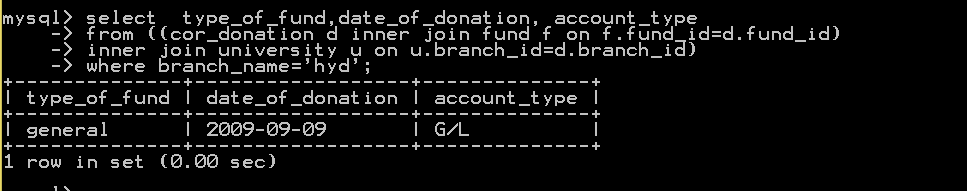 mysql> select  type_of_fund,date_of_donation, account_type
    -> from ((cor_donation d inner join fund f on f.fund_id=d.fund_id)
    -> inner join university u on u.branch_id=d.branch_id)
    -> where branch_name='hyd';
+--------------+------------------+--------------+
| type_of_fund | date_of_donation | account_type |
+--------------+------------------+--------------+
| general      | 2009-09-09       | G/L          |
+--------------+------------------+--------------+
1 row in set (0.00 sec)